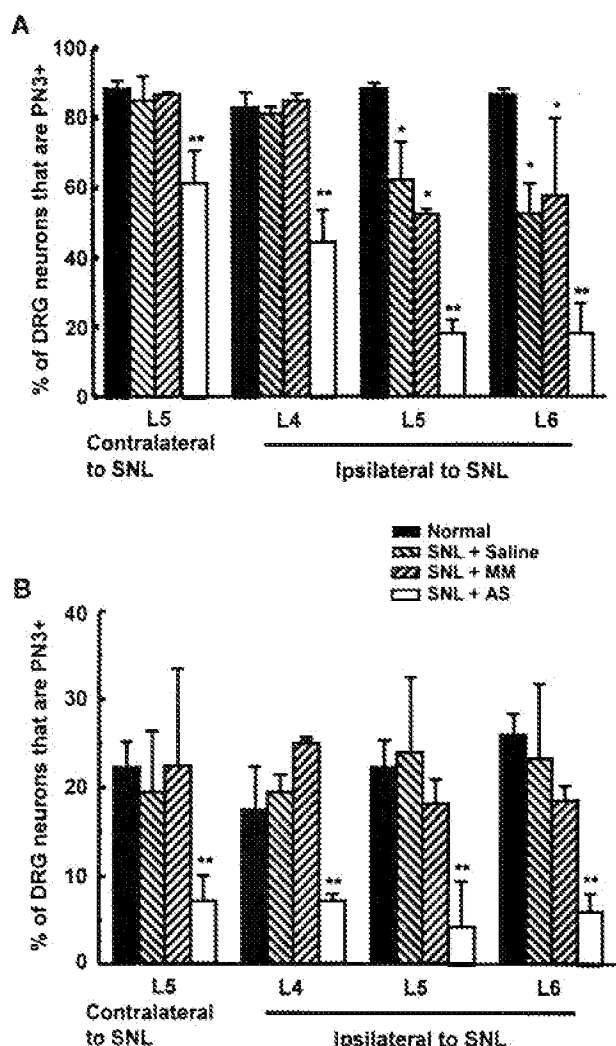 A
% of DRG neurons that are PN3+
100
80
60
40
20
0
**
**
*
*
**
*
*
**
L5
L4
L5
L6
Contralateral
to SNL
Ipsilateral to SNL
Normal
SNL + Saline
SNL + MM
SNL + AS
B
% of DRG neurons that are PN3+
40
30
20
10
0
**
**
**
**
L5
L4
L5
L6
Contralateral
to SNL
Ipsilateral to SNL